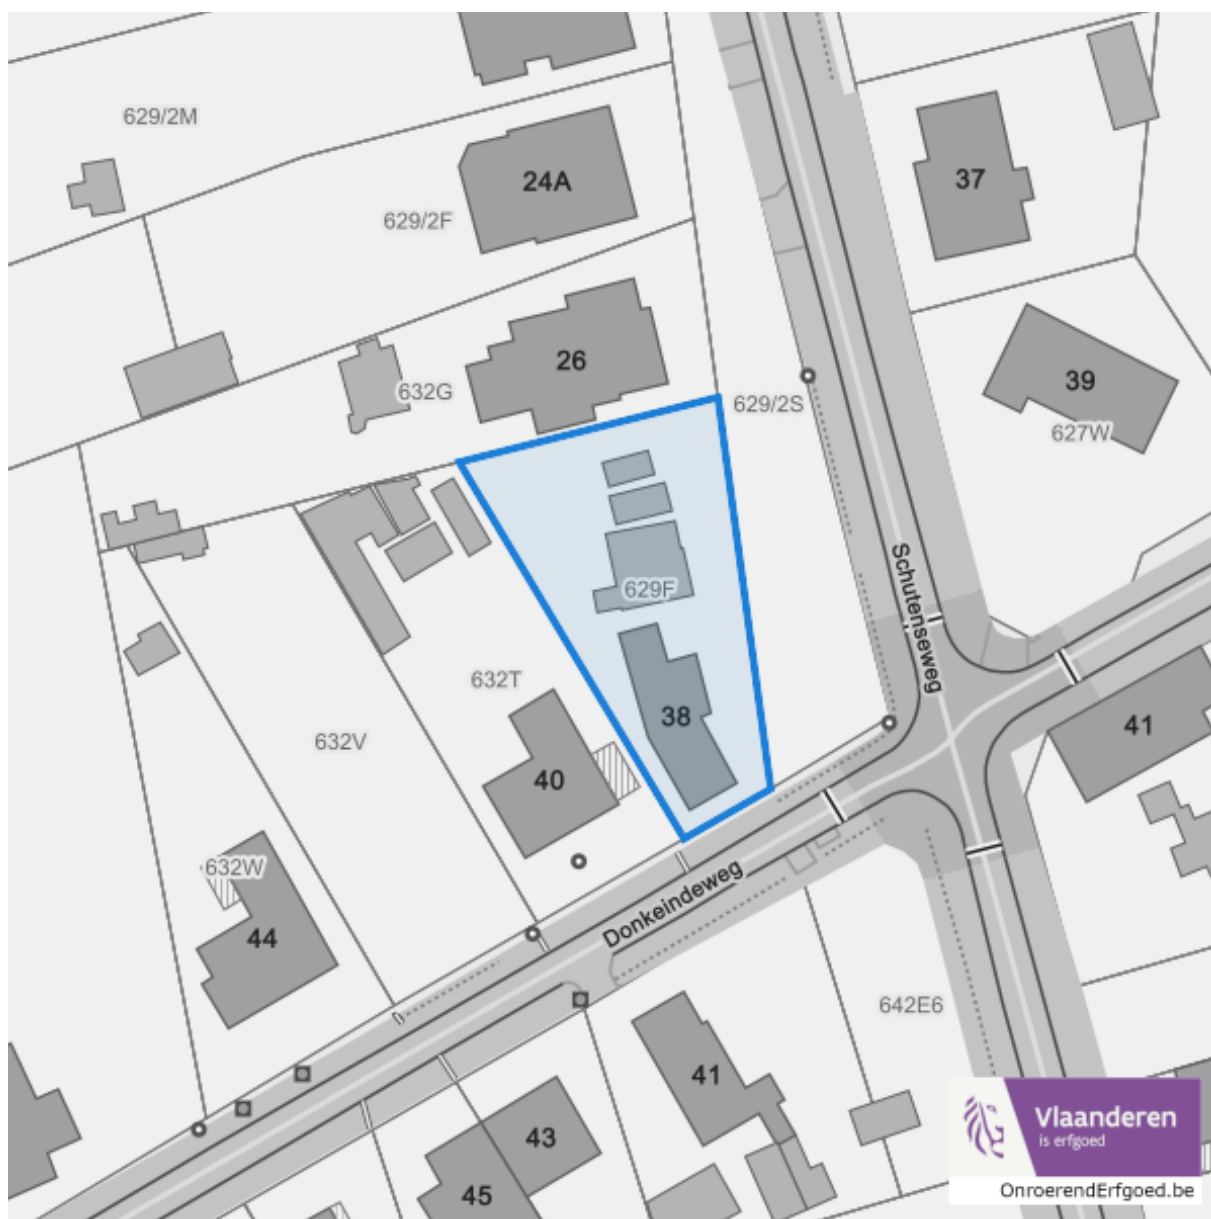 629/2M
24A
37
629/2F
26
39
632G
629/2S
627W
Schutenseweg
629F
632T
38
632V
40
41
632W
Donkeindeweg
44
642E6
41
43
45
Vlaanderen
is erfgoed
OnroerendErfgoed.be